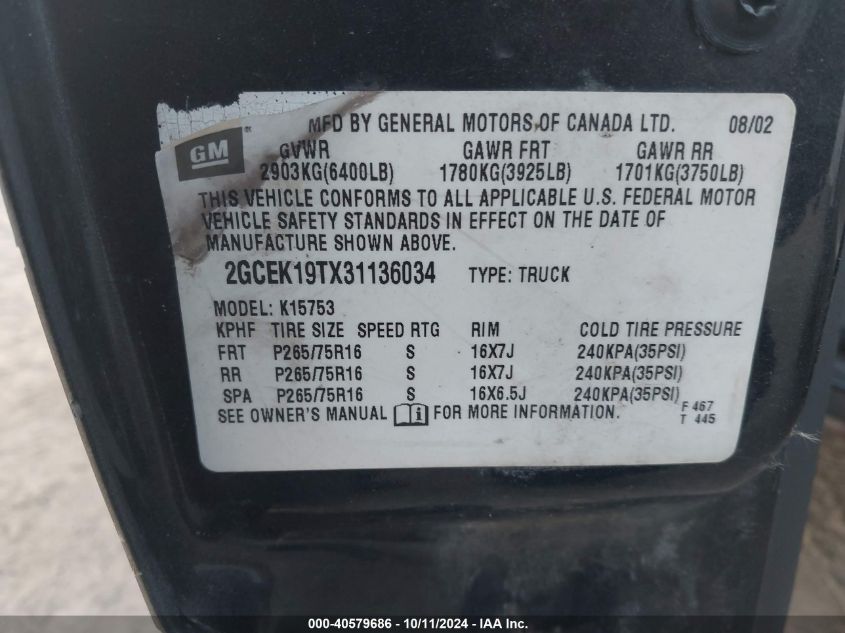 MFD BY GENERAL MOTORS OF CANADA LTD. 08/02
GM
GVWR GAWR FRT GAWR RR
2903KG(6400LB) 1780KG(3925LB) 1701KG(3750LB)
THIS VEHICLE CONFORMS TO ALL APPLICABLE U.S. FEDERAL MOTOR
VEHICLE SAFETY STANDARDS IN EFFECT ON THE DATE OF
MANUFACTURE SHOWN ABOVE.
2GCEK19TX31136034 TYPE: TRUCK
MODEL: K15753
KPHF TIRE SIZE SPEED RTG RIM COLD TIRE PRESSURE
FRT P265/75R16 S 16X7J 240KPA(35PSI)
RR P265/75R16 S 16X7J 240KPA(35PSI)
SPA P265/75R16 S 16X6.5J 240KPA(35PSI)
SEE OWNER'S MANUAL i FOR MORE INFORMATION.
F 467
T 445
000-40579686 - 10/11/2024 - IAA Inc.